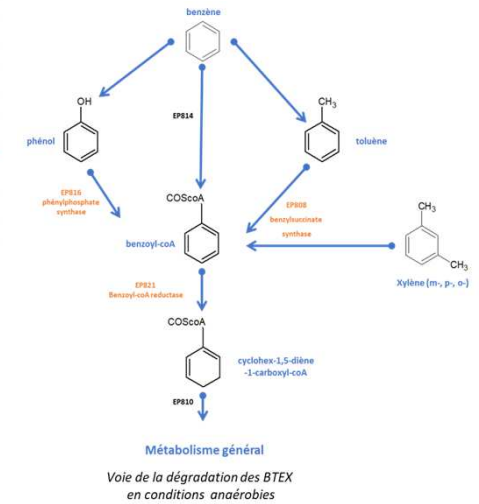 benzène
OH
CH3
EP814
phénol
toluène
EP816
phénylphosphate
synthase
COScoA
EP808
benzylsuccinate
synthase
CH3
benzoyl-coA
CH3
Xylène (m-, p-, o-)
EP821
Benzoyl-coA reductase
COScoA
cyclohex-1,5-diène
-1-carboxyl-coA
EP810
Métabolisme général
Voie de la dégradation des BTEX
en conditions anaérobies